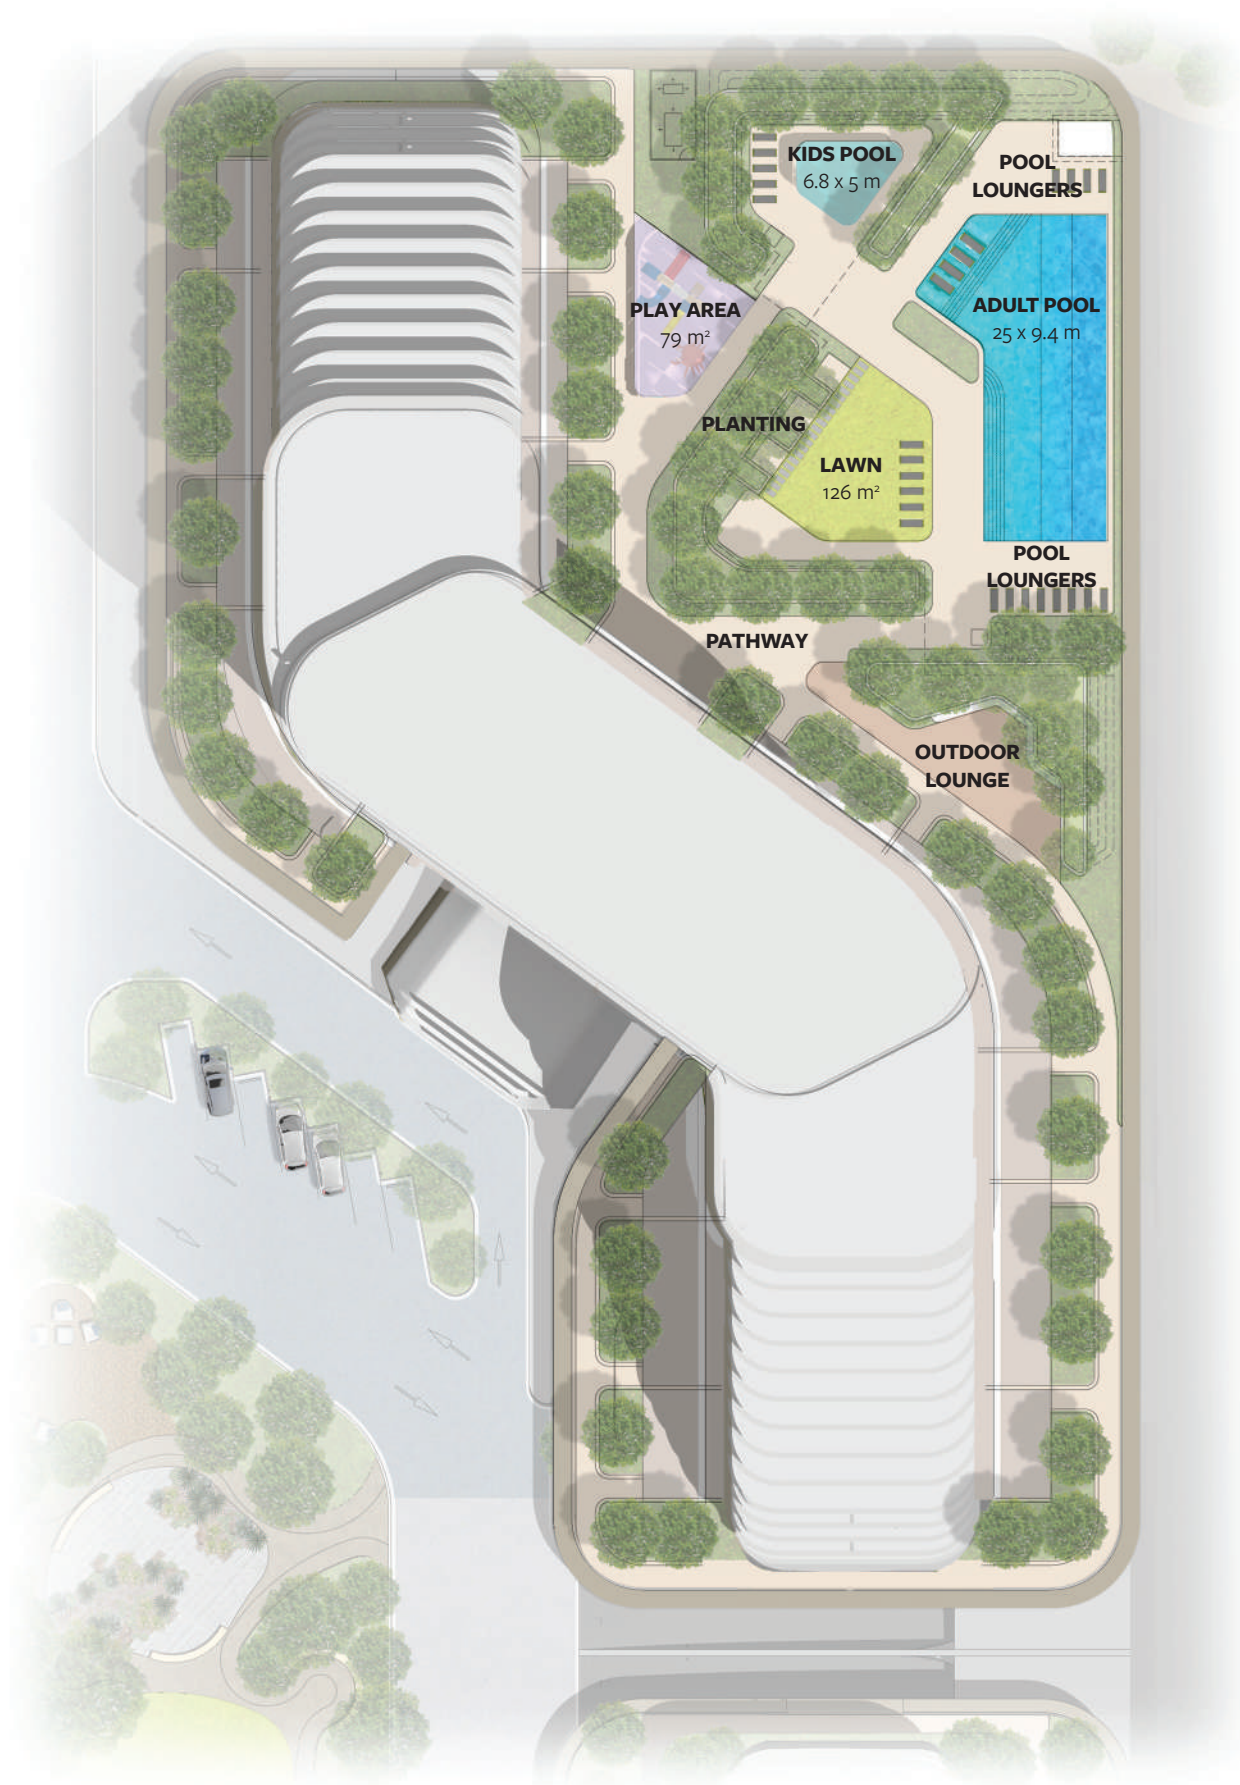 KIDS POOL
6.8 x 5 m
POOL
LOUNGERS
PLAY AREA
79 m²
ADULT POOL
25 x 9.4 m
PLANTING
LAWN
126 m²
POOL
LOUNGERS
PATHWAY
OUTDOOR
LOUNGE